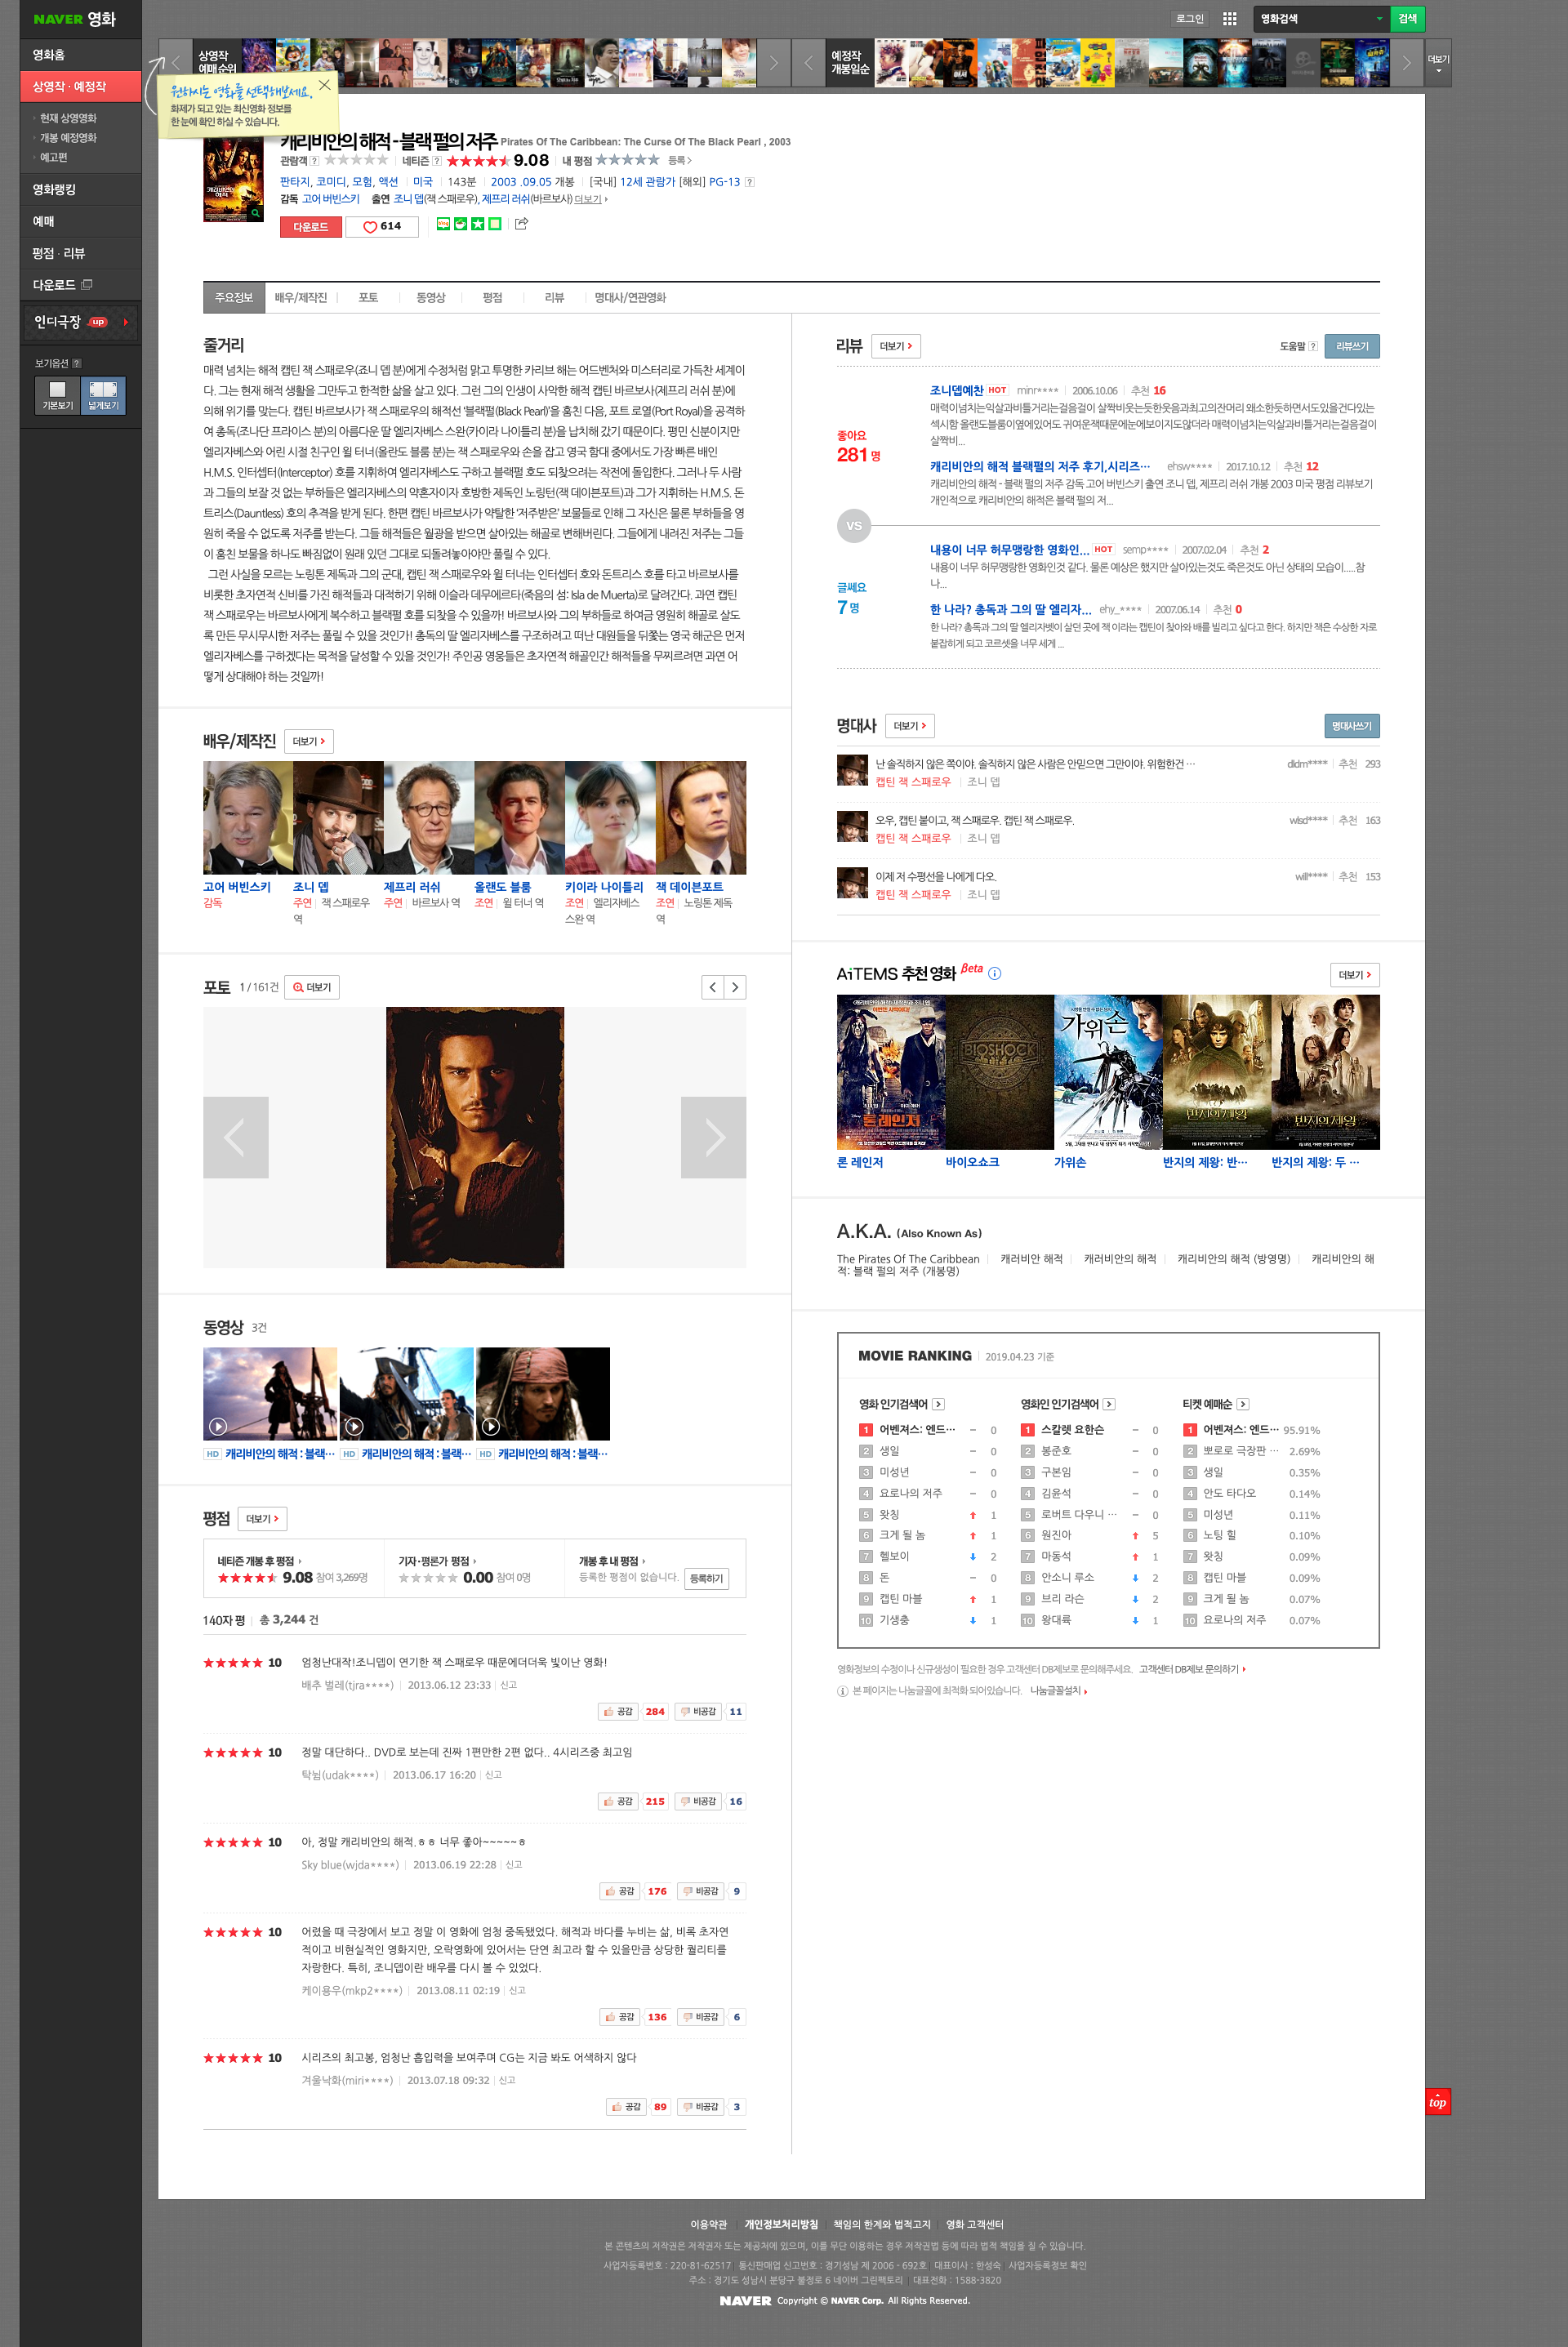 NAVER 영화
로그인
영화검색
검색
영화홈
상영작 · 예정작
현재 상영영화
개봉 예정영화
예고편
영화랭킹
예매
평점 · 리뷰
다운로드
인디극장 up
보기옵션 ?
기본보기 넓게보기
상영작
예매순위
예정작
개봉일순
더보기
원하시는 영화를 선택해보세요.
화제가 되고 있는 최신영화 정보를
한 눈에 확인 하실 수 있습니다.
캐리비안의 해적 - 블랙 펄의 저주 Pirates Of The Caribbean: The Curse Of The Black Pearl , 2003
관람객 ? 네티즌 ? 9.08 내 평점 등록
판타지, 코미디, 모험, 액션 미국 143분 2003 .09.05 개봉 [국내] 12세 관람가 [해외] PG-13 ?
감독 고어 버빈스키 출연 조니 뎁(잭 스패로우), 제프리 러쉬(바르보사) 더보기
다운로드 614
주요정보 배우/제작진 포토 동영상 평점 리뷰 명대사/연관영화
줄거리
매력 넘치는 해적 캡틴 잭 스패로우(죠니 뎁 분)에게 수정처럼 맑고 투명한 카리브 해는 어드벤처와 미스터리로 가득찬 세계이
다. 그는 현재 해적 생활을 그만두고 한적한 삶을 살고 있다. 그런 그의 인생이 사악한 해적 캡틴 바르보사(제프리 러쉬 분)에
의해 위기를 맞는다. 캡틴 바르보사가 잭 스패로우의 해적선 '블랙펄(Black Pearl)'을 훔친 다음, 포트 로열(Port Royal)을 공격하
여 총독(조나단 프라이스 분)의 아름다운 딸 엘리자베스 스완(카이라 나이틀리 분)을 납치해 갔기 때문이다. 평민 신분이지만
엘리자베스와 어린 시절 친구인 윌 터너(올랜도 블룸 분)는 잭 스패로우와 손을 잡고 영국 함대 중에서도 가장 빠른 배인
H.M.S. 인터셉터(Interceptor) 호를 지휘하여 엘리자베스도 구하고 블랙펄 호도 되찾으려는 작전에 돌입한다. 그러나 두 사람
과 그들의 보잘 것 없는 부하들은 엘리자베스의 약혼자이자 호방한 제독인 노링턴(잭 데이븐포트)과 그가 지휘하는 H.M.S. 돈
트리스(Dauntless) 호의 추격을 받게 된다. 한편 캡틴 바르보사가 약탈한 '저주받은' 보물들로 인해 그 자신은 물론 부하들을 영
원히 죽을 수 없도록 저주를 받는다. 그들 해적들은 월광을 받으면 살아있는 해골로 변해버린다. 그들에게 내려진 저주는 그들
이 훔친 보물을 하나도 빠짐없이 원래 있던 그대로 되돌려놓아야만 풀릴 수 있다.
그런 사실을 모르는 노링톤 제독과 그의 군대, 캡틴 잭 스패로우와 윌 터너는 인터셉터 호와 돈트리스 호를 타고 바르보사를
비롯한 초자연적 신비를 가진 해적들과 대적하기 위해 이슬라 데무에르타(죽음의 섬: Isla de Muerta)로 달려간다. 과연 캡틴
잭 스패로우는 바르보사에게 복수하고 블랙펄 호를 되찾을 수 있을까! 바르보사와 그의 부하들로 하여금 영원히 해골로 살도
록 만든 무시무시한 저주는 풀릴 수 있을 것인가! 총독의 딸 엘리자베스를 구조하려고 떠난 대원들을 뒤쫓는 영국 해군은 먼저
엘리자베스를 구하겠다는 목적을 달성할 수 있을 것인가! 주인공 영웅들은 초자연적 해골인간 해적들을 무찌르려면 과연 어
떻게 상대해야 하는 것일까!
배우/제작진 더보기
고어 버빈스키 조니 뎁 제프리 러쉬 올랜도 블룸 키이라 나이틀리 잭 데이븐포트
감독 주연 잭 스패로우 주연 바르보사 역 조연 윌 터너 역 조연 엘리자베스 조연 노링톤 제독
역 스완 역 역
포토 1 / 161건 더보기
동영상 3건
HD 캐리비안의 해적 : 블랙… HD 캐리비안의 해적 : 블랙… HD 캐리비안의 해적 : 블랙…
평점 더보기
네티즌 개봉 후 평점 기자·평론가 평점 개봉 후 내 평점
9.08 참여 3,269명 0.00 참여 0명 등록한 평점이 없습니다. 등록하기
140자 평 총 3,244 건
10 엄청난대작!조니뎁이 연기한 잭 스패로우 때문에더더욱 빛이난 영화!
배추 벌레(tjra****) 2013.06.12 23:33 신고
공감 284 비공감 11
10 정말 대단하다.. DVD로 보는데 진짜 1편만한 2편 없다.. 4시리즈중 최고임
탁뷤(udak****) 2013.06.17 16:20 신고
공감 215 비공감 16
10 아, 정말 캐리비안의 해적.ㅎㅎ 너무 좋아~~~~~ㅎ
Sky blue(wjda****) 2013.06.19 22:28 신고
공감 176 비공감 9
10 어렸을 때 극장에서 보고 정말 이 영화에 엄청 중독됐었다. 해적과 바다를 누비는 삶, 비록 초자연
적이고 비현실적인 영화지만, 오락영화에 있어서는 단연 최고라 할 수 있을만큼 상당한 퀄리티를
자랑한다. 특히, 조니뎁이란 배우를 다시 볼 수 있었다.
케이용우(mkp2****) 2013.08.11 02:19 신고
공감 136 비공감 6
10 시리즈의 최고봉, 엄청난 흡입력을 보여주며 CG는 지금 봐도 어색하지 않다
겨울낙화(miri****) 2013.07.18 09:32 신고
공감 89 비공감 3
리뷰 더보기 도움말 ? 리뷰쓰기
좋아요
281 명
조니뎁예찬 HOT minr**** 2006.10.06 추천 16
매력이넘치는익살과비틀거리는걸음걸이 살짝비웃는듯한웃음과최고의잔머리 왜소한듯하면서도있을건다있는
섹시함 올랜도블룸이옆에있어도 귀여운잭때문에눈에보이지도않더라 매력이넘치는익살과비틀거리는걸음걸이
살짝비...
캐리비안의 해적 블랙펄의 저주 후기,시리즈… ehsw**** 2017.10.12 추천 12
캐리비안의 해적 - 블랙 펄의 저주 감독 고어 버빈스키 출연 조니 뎁, 제프리 러쉬 개봉 2003 미국 평점 리뷰보기
개인적으로 캐리비안의 해적은 블랙 펄의 저...
VS
글쎄요
7 명
내용이 너무 허무맹랑한 영화인... HOT semp**** 2007.02.04 추천 2
내용이 너무 허무맹랑한 영화인것 같다. 물론 예상은 했지만 살아있는것도 죽은것도 아닌 상태의 모습이.....참
나...
한 나라? 총독과 그의 딸 엘리자... ehy_**** 2007.06.14 추천 0
한 나라? 총독과 그의 딸 엘리자벳이 살던 곳에 잭 이라는 캡틴이 찾아와 배를 빌리고 싶다고 한다. 하지만 잭은 수상한 자로
붙잡히게 되고 코르셋을 너무 세게 ...
명대사 더보기 명대사쓰기
난 솔직하지 않은 쪽이야. 솔직하지 않은 사람은 안믿으면 그만이야. 위험한건 … dldm**** 추천 293
캡틴 잭 스패로우 조니 뎁
오우, 캡틴 붙이고, 잭 스패로우. 캡틴 잭 스패로우. wisd**** 추천 163
캡틴 잭 스패로우 조니 뎁
이제 저 수평선을 나에게 다오. will**** 추천 153
캡틴 잭 스패로우 조니 뎁
AiTEMS 추천 영화 Beta 더보기
론 레인저
BIOSHOCK
가위손
반지의 제왕
반지의 제왕
론 레인저 바이오쇼크 가위손 반지의 제왕: 반… 반지의 제왕: 두 …
A.K.A. (Also Known As)
The Pirates Of The Caribbean 캐러비안 해적 캐러비안의 해적 캐리비안의 해적 (방영명) 캐리비안의 해
적: 블랙 펄의 저주 (개봉명)
MOVIE RANKING 2019.04.23 기준
영화 인기검색어 영화인 인기검색어 티켓 예매순
1 어벤져스: 엔드… 0 1 스칼렛 요한슨 0 1 어벤져스: 엔드… 95.91%
2 생일 0 2 봉준호 0 2 뽀로로 극장판 … 2.69%
3 미성년 0 3 구본임 0 3 생일 0.35%
4 요로나의 저주 0 4 김윤석 0 4 안도 타다오 0.14%
5 왓칭 1 5 로버트 다우니 … 0 5 미성년 0.11%
6 크게 될 놈 1 6 원진아 5 6 노팅 힐 0.10%
7 헬보이 2 7 마동석 1 7 왓칭 0.09%
8 돈 0 8 안소니 루소 2 8 캡틴 마블 0.09%
9 캡틴 마블 1 9 브리 라슨 2 9 크게 될 놈 0.07%
10 기생충 1 10 왕대륙 1 10 요로나의 저주 0.07%
영화정보의 수정이나 신규생성이 필요한 경우 고객센터 DB제보로 문의해주세요. 고객센터 DB제보 문의하기
본 페이지는 나눔글꼴에 최적화 되어있습니다. 나눔글꼴설치
top
이용약관 개인정보처리방침 책임의 한계와 법적고지 영화 고객센터
본 콘텐츠의 저작권은 저작권자 또는 제공처에 있으며, 이를 무단 이용하는 경우 저작권법 등에 따라 법적 책임을 질 수 있습니다.
사업자등록번호 : 220-81-62517 통신판매업 신고번호 : 경기성남 제 2006 - 692호 대표이사 : 한성숙 사업자등록정보 확인
주소 : 경기도 성남시 분당구 불정로 6 네이버 그린팩토리 대표전화 : 1588-3820
NAVER Copyright © NAVER Corp. All Rights Reserved.